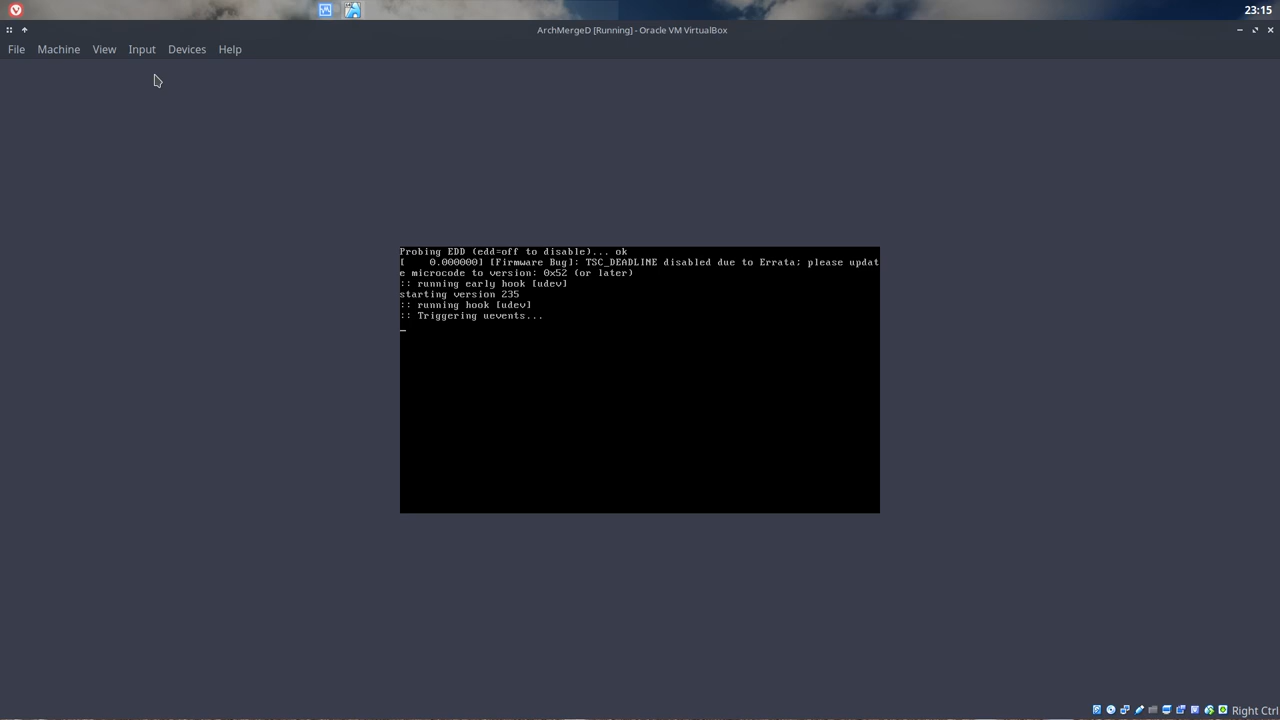 23:15
ArchMergeD [Running] - Oracle VM VirtualBox
File Machine View Input Devices Help
Probing EDD (edd=off to disable)... ok
[    0.000000] [Firmware Bug]: TSC_DEADLINE disabled due to Errata; please updat
e microcode to version: 0x52 (or later)
:: running early hook [udev]
starting version 235
:: running hook [udev]
:: Triggering uevents...
Right Ctrl